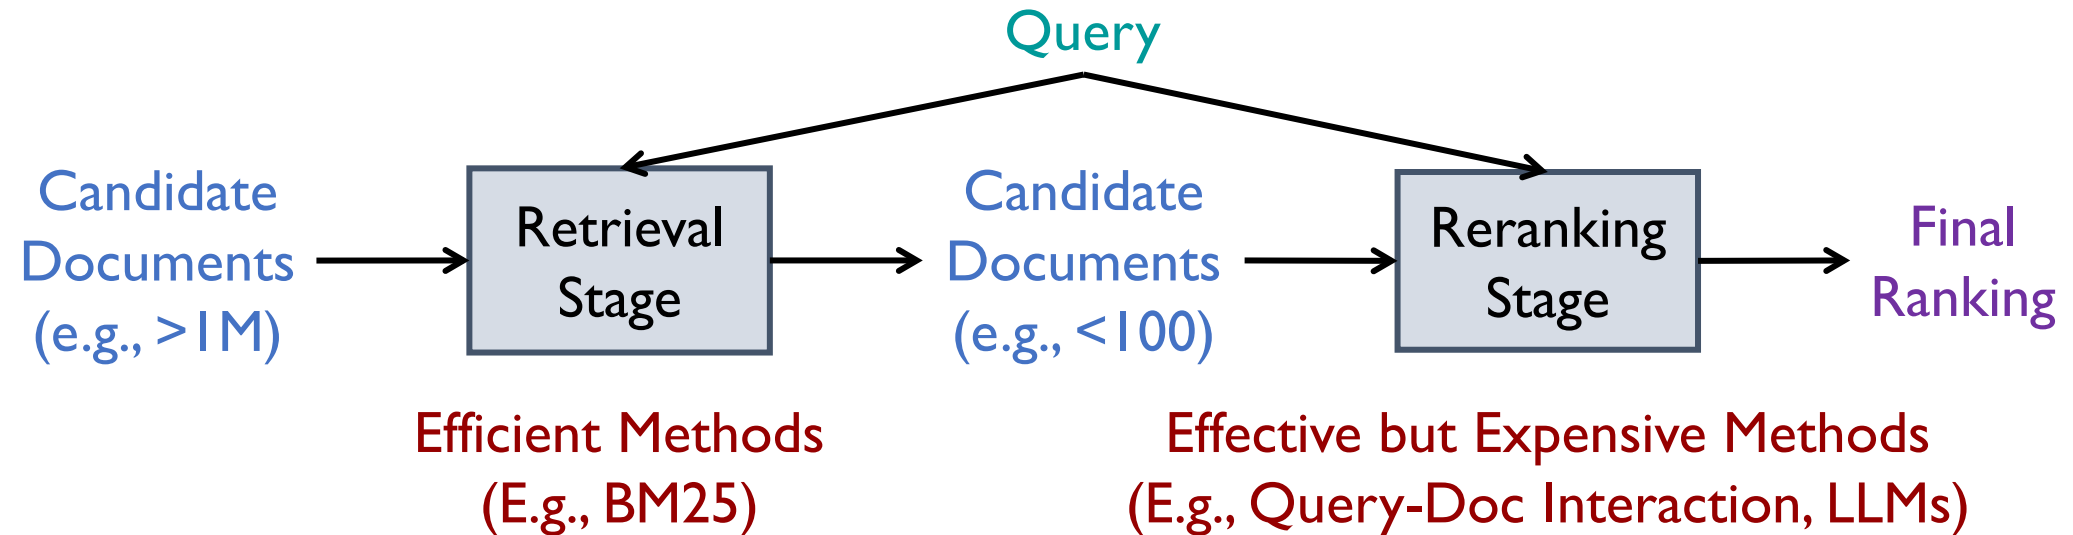 Query
Candidate
Documents
(e.g., >1M)
Retrieval
Stage
Candidate
Documents
(e.g., <100)
Reranking
Stage
Final
Ranking
Efficient Methods
(E.g., BM25)
Effective but Expensive Methods
(E.g., Query-Doc Interaction, LLMs)